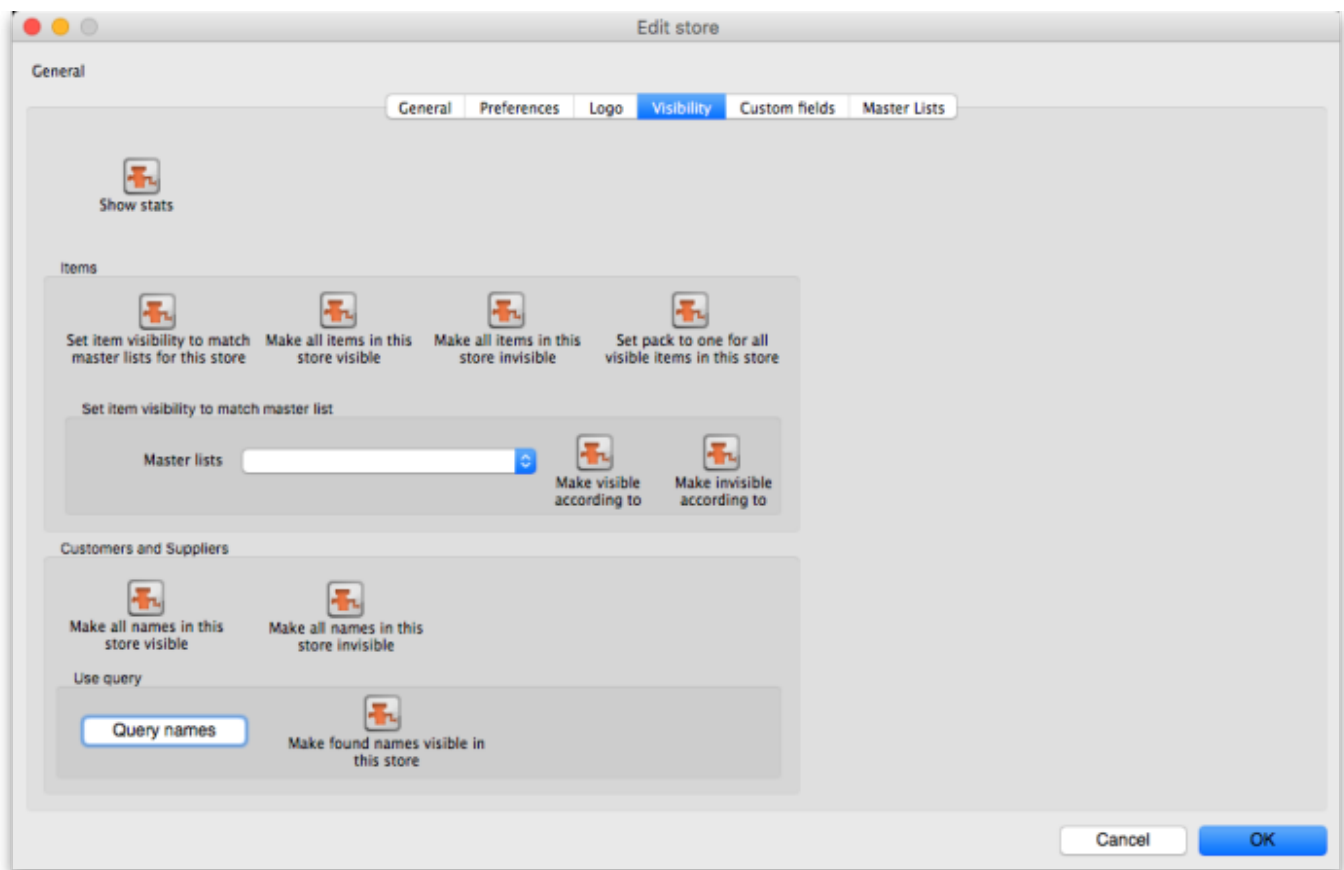 Edit store
General
General Preferences Logo Visibility Custom fields Master Lists
Show stats
Items
Set item visibility to match
master lists for this store
Make all items in this
store visible
Make all items in this
store invisible
Set pack to one for all
visible items in this store
Set item visibility to match master list
Master lists
Make visible
according to
Make invisible
according to
Customers and Suppliers
Make all names in this
store visible
Make all names in this
store invisible
Use query
Query names
Make found names visible in
this store
Cancel OK